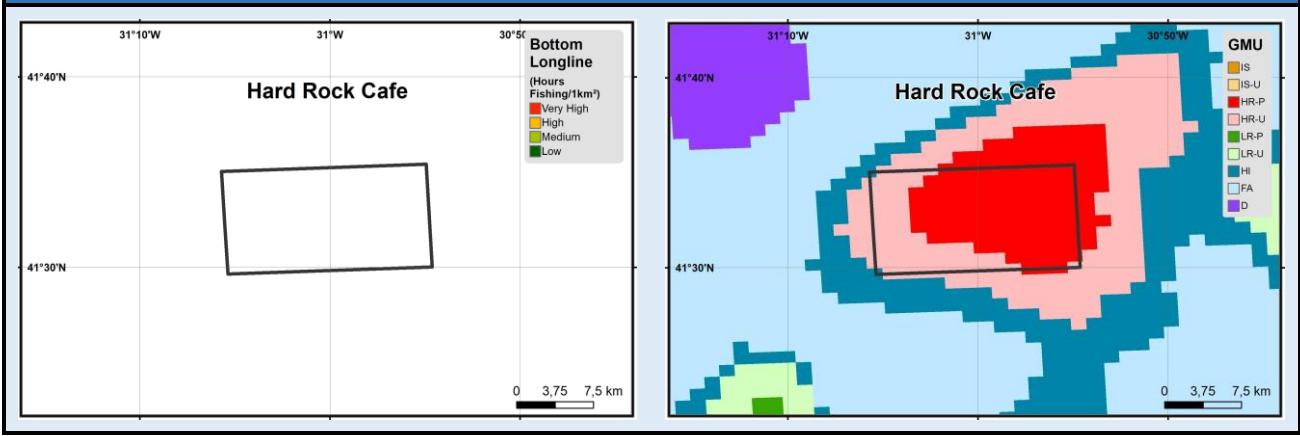 31°10'W 31°W 30°50
41°40'N
41°30'N
Hard Rock Cafe
Bottom
Longline
(Hours
Fishing/1km²)
Very High
High
Medium
Low
0 3,75 7,5 km
31°10'W 31°W 30°50'W
41°40'N
41°30'N
Hard Rock Cafe
GMU
IS
IS-U
HR-P
HR-U
LR-P
LR-U
HI
FA
D
0 3,75 7,5 km